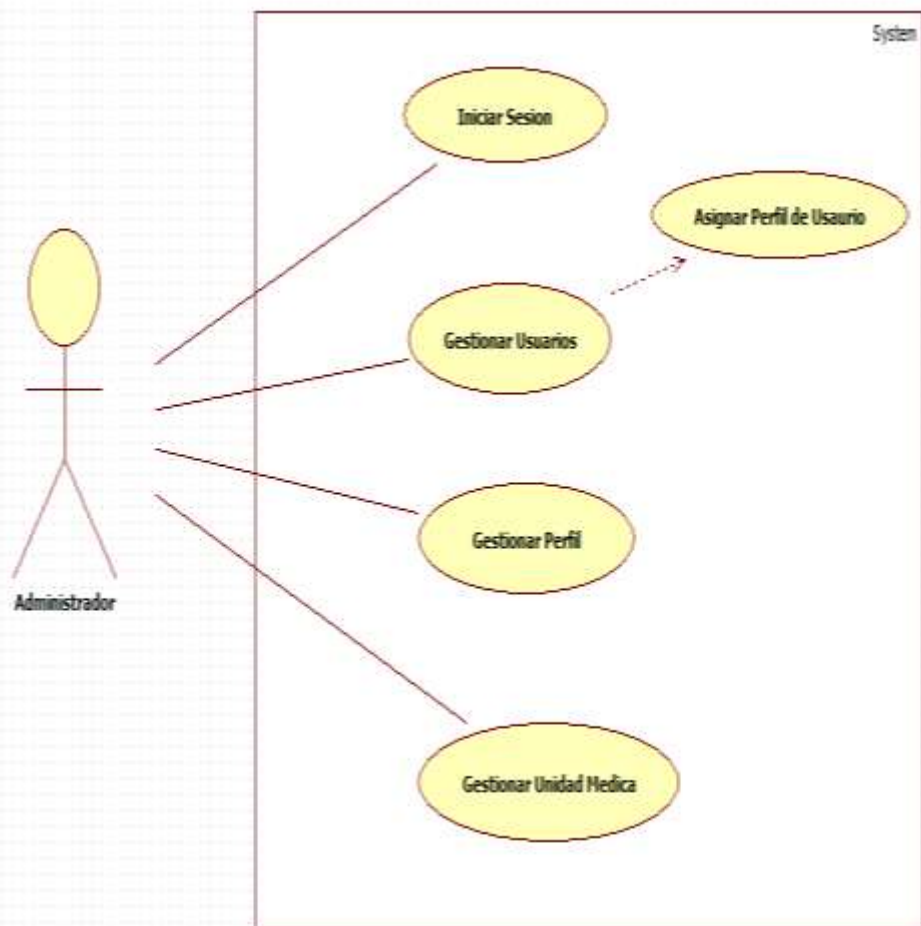 System
Iniciar Sesion
Asignar Perfil de Usaurio
Gestionar Usuarios
Gestionar Perfil
Administrador
Gestionar Unidad Medica